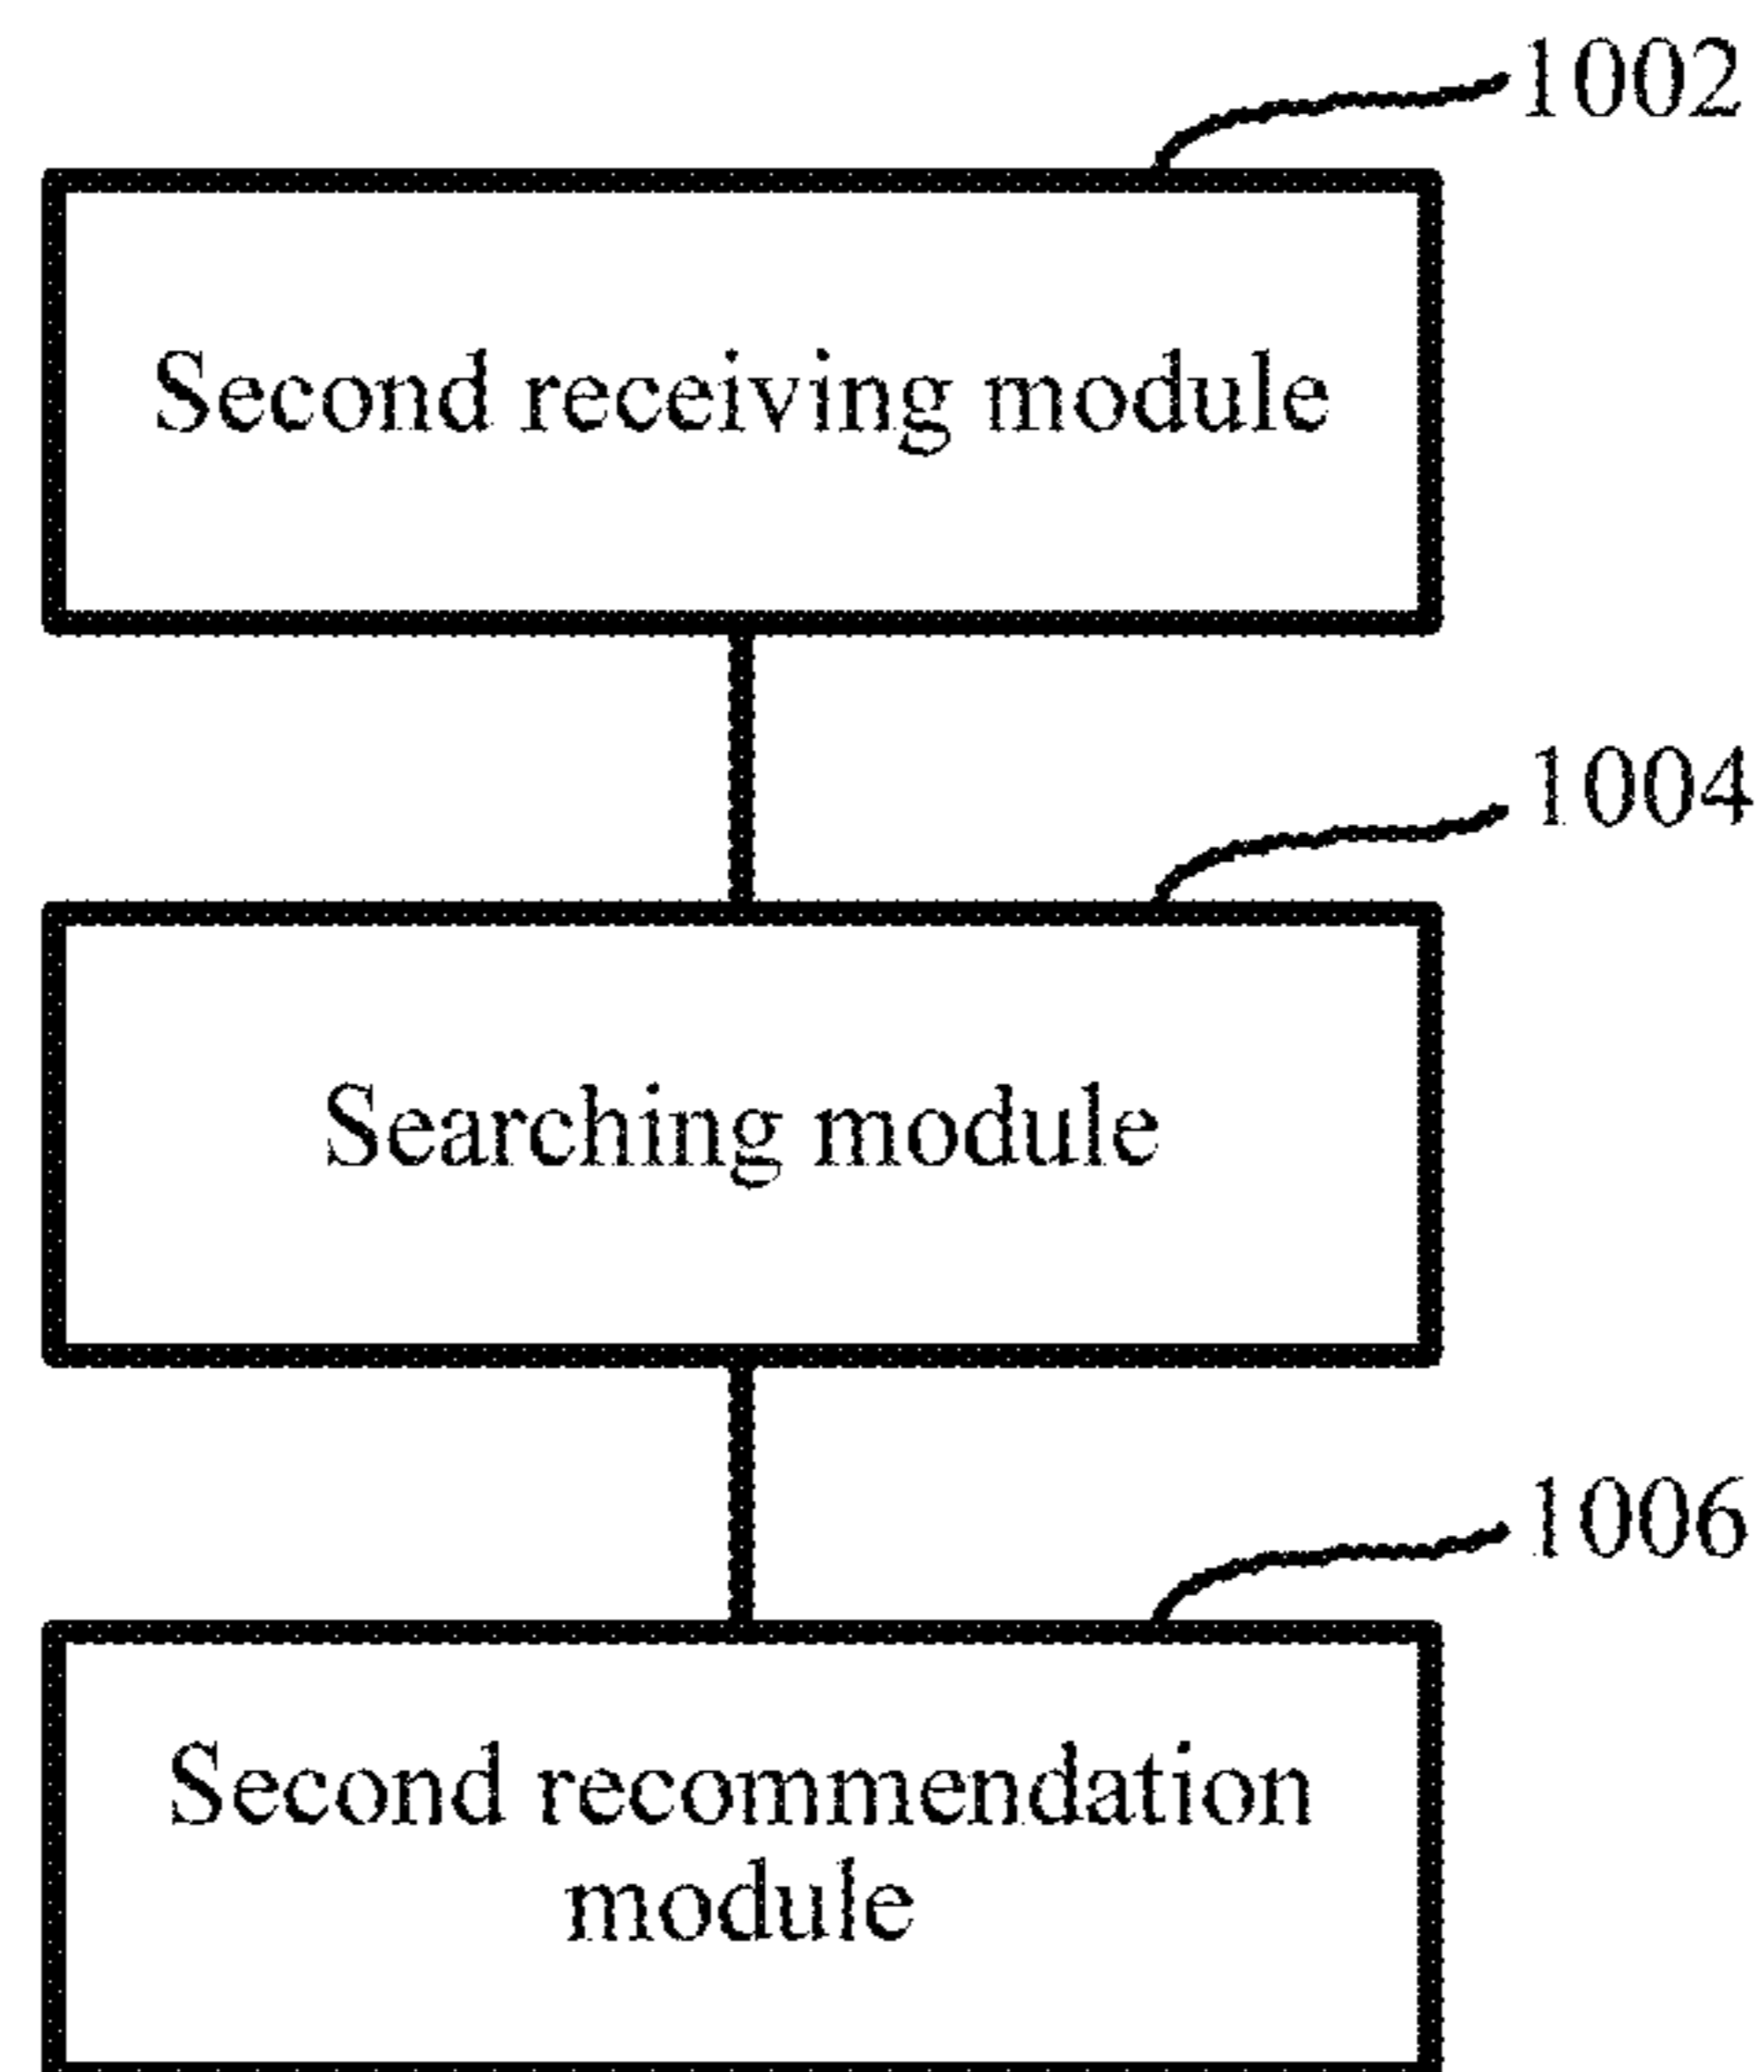 1002
Second receiving module
1004
Searching module
1006
Second recommendation
module